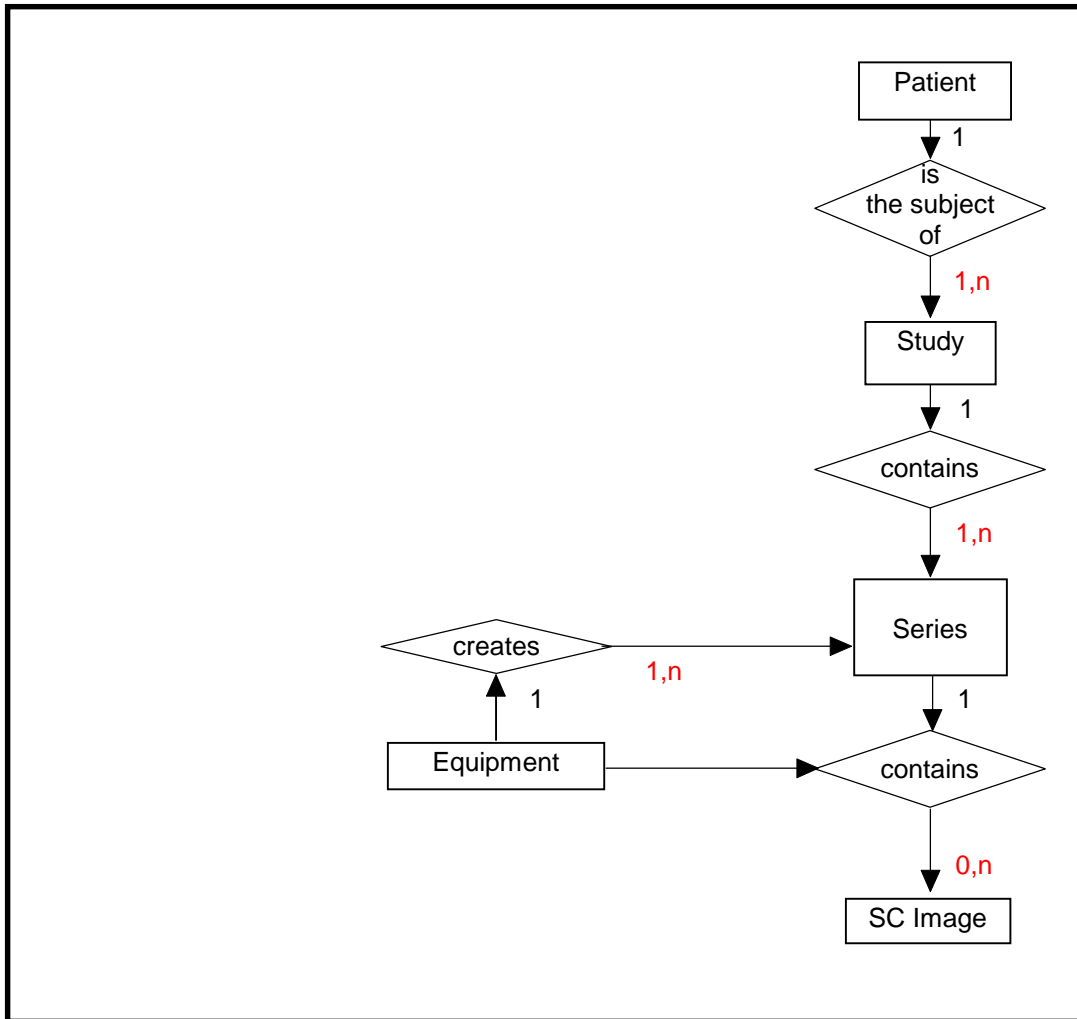 Patient
1
is
the subject
of
1,n
Study
1
contains
1,n
Series
creates
1,n
1
1
Equipment
contains
0,n
SC Image